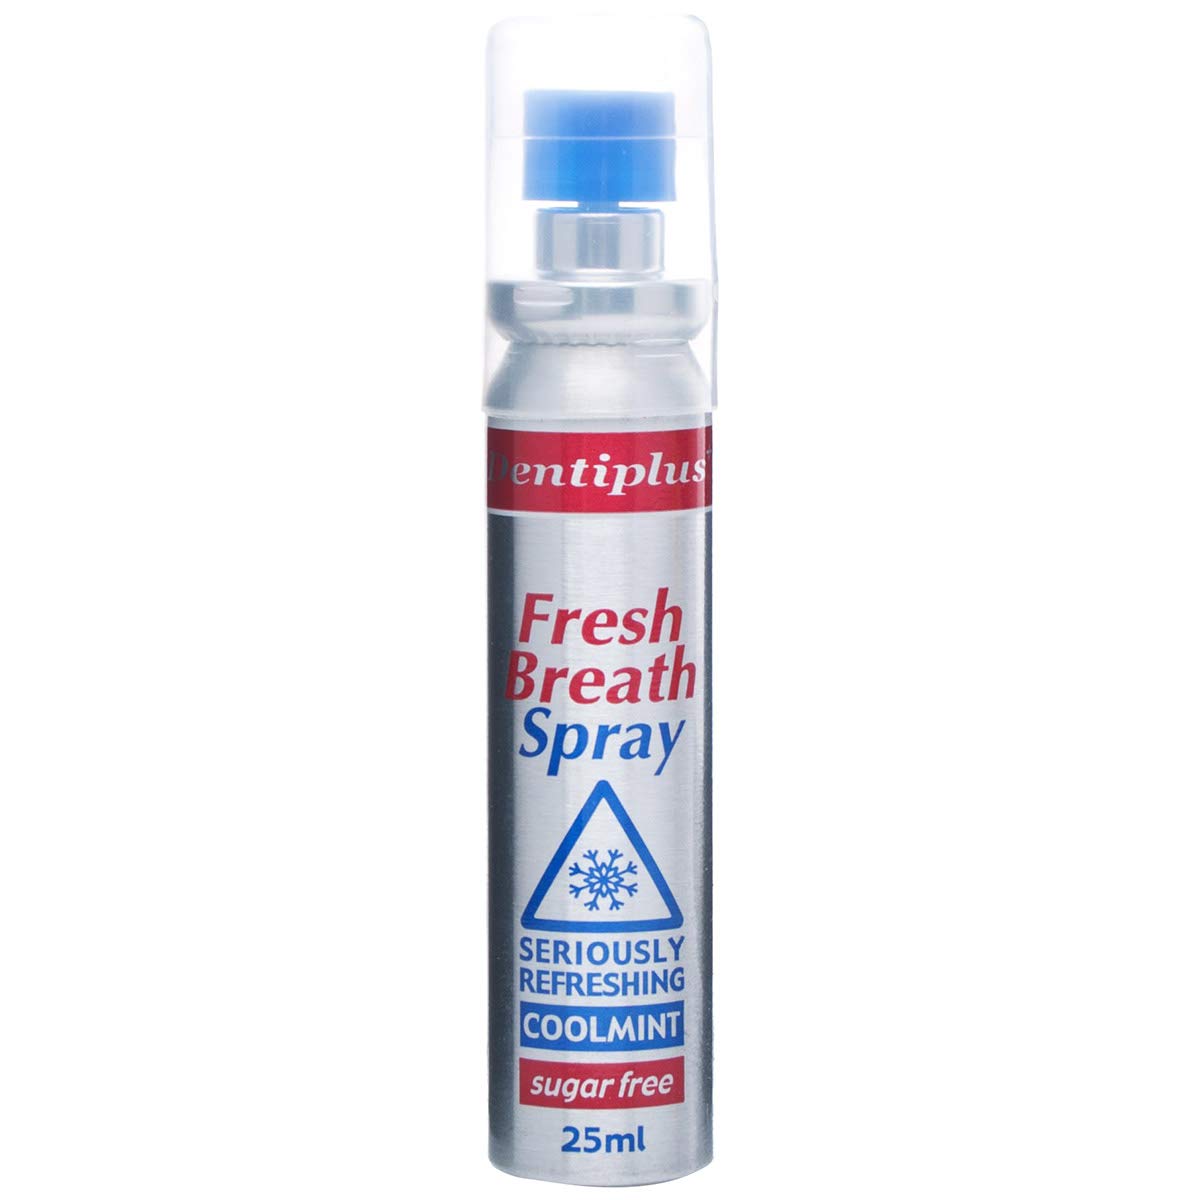 Dentiplus
Fresh
Breath
Spray
SERIOUSLY
REFRESHING
COOLMINT
sugar free
25ml